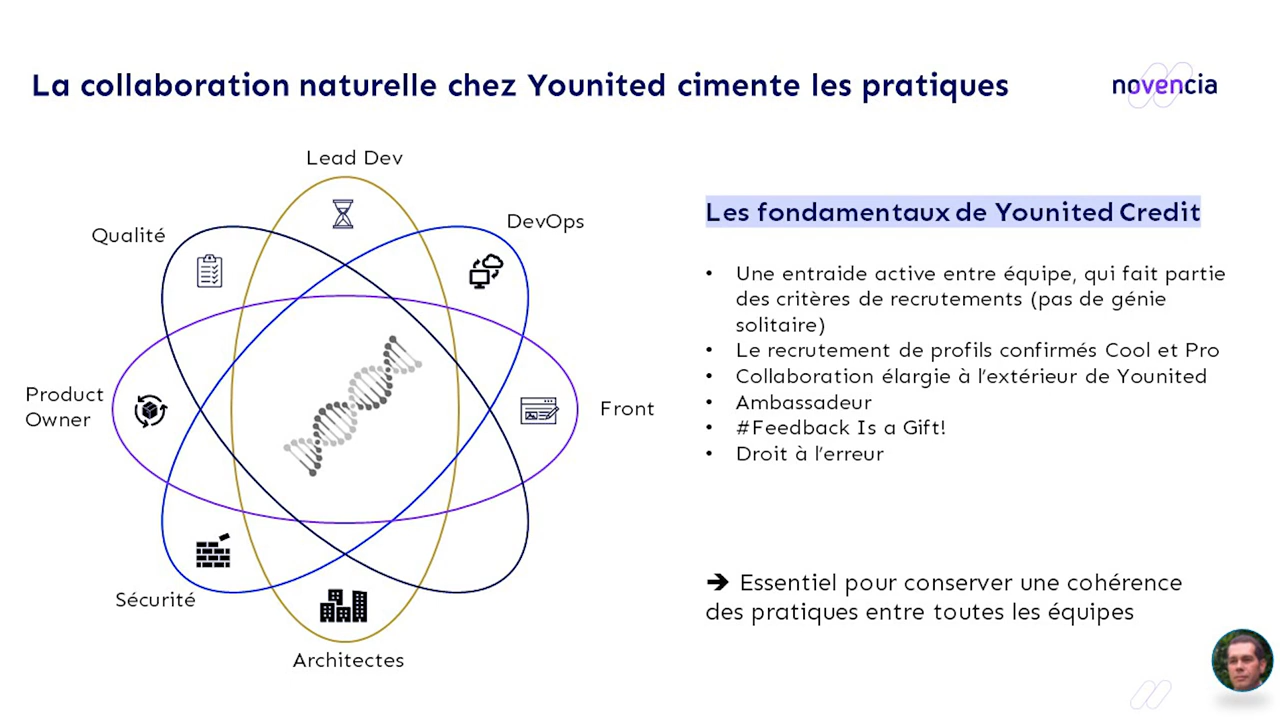 La collaboration naturelle chez Younited cimente les pratiques
novencia
Lead Dev
DevOps
Qualité
Product
Owner
Front
Sécurité
Architectes
Les fondamentaux de Younited Credit
• Une entraide active entre équipe, qui fait partie
des critères de recrutements (pas de génie
solitaire)
• Le recrutement de profils confirmés Cool et Pro
• Collaboration élargie à l’extérieur de Younited
• Ambassadeur
• #Feedback Is a Gift!
• Droit à l’erreur
➔ Essentiel pour conserver une cohérence
des pratiques entre toutes les équipes